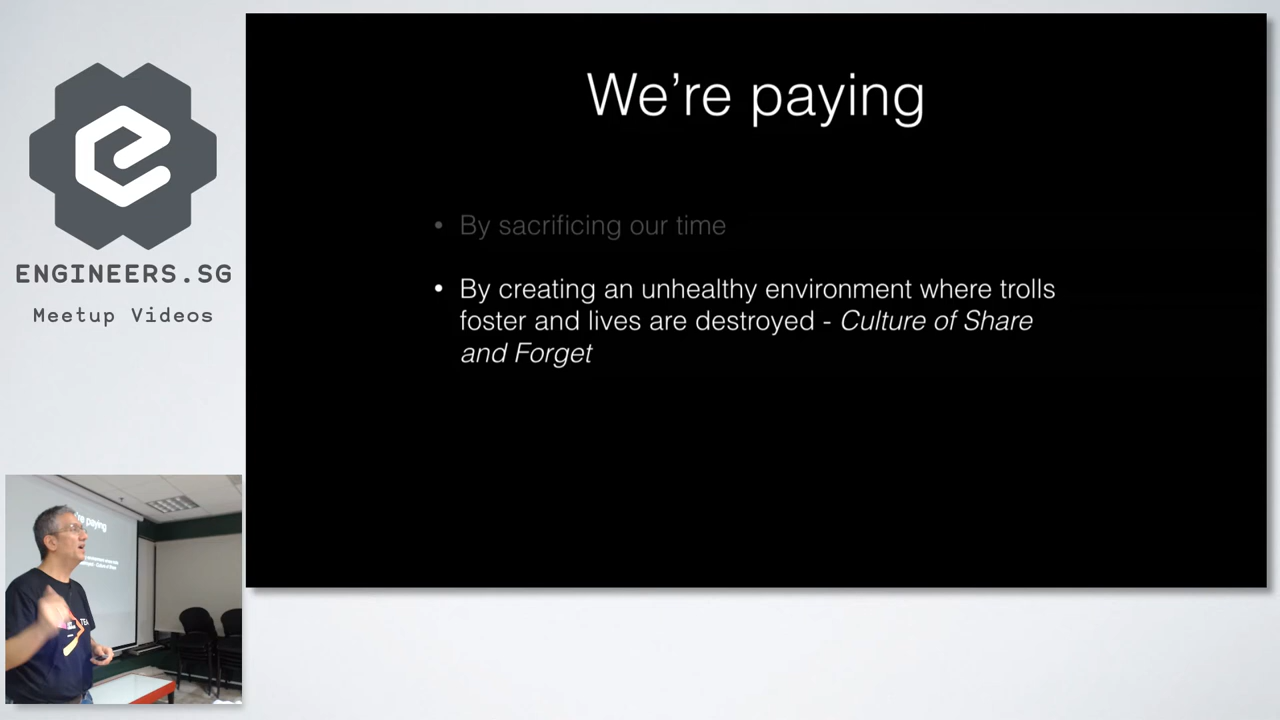 We're paying
• By sacrificing our time
• By creating an unhealthy environment where trolls
foster and lives are destroyed - Culture of Share
and Forget
ENGINEERS.SG
Meetup Videos